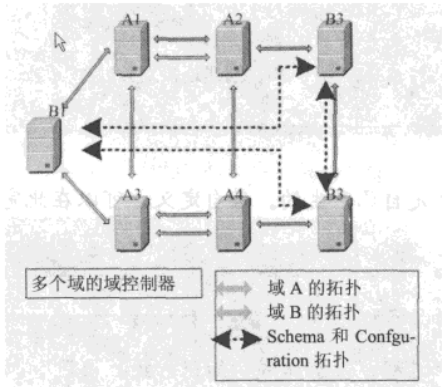 A1
A2
B3
B1
A3
A4
B3
多个域的域控制器
域 A 的拓扑
域 B 的拓扑
Schema 和 Confgu-
ration 拓扑